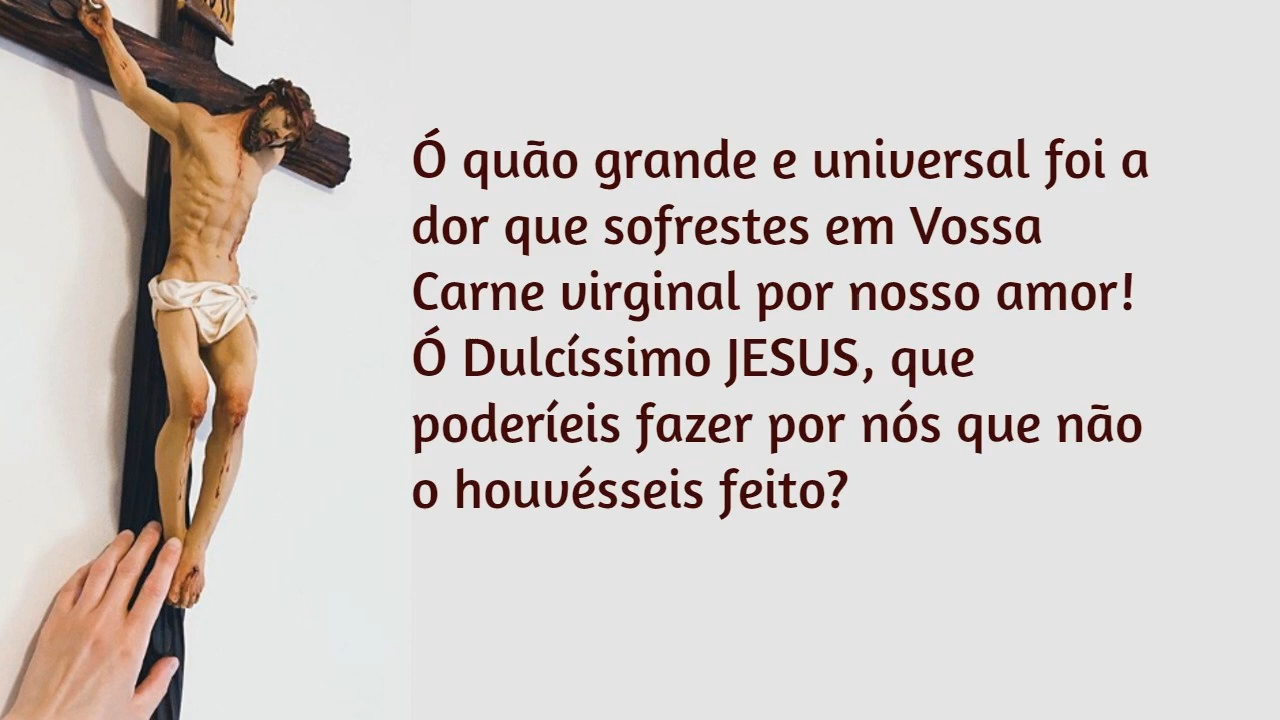 Ó quão grande e universal foi a
dor que sofrestes em Vossa
Carne virginal por nosso amor!
Ó Dulcíssimo JESUS, que
poderíeis fazer por nós que não
o houvésseis feito?